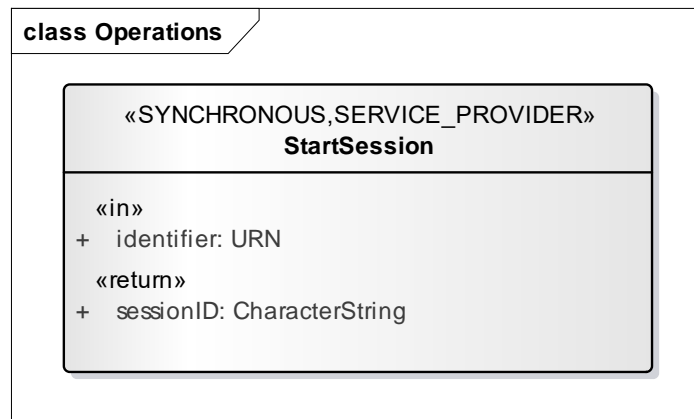 class Operations
«SYNCHRONOUS,SERVICE_PROVIDER»
StartSession
«in»
+ identifier: URN
«return»
+ sessionID: CharacterString